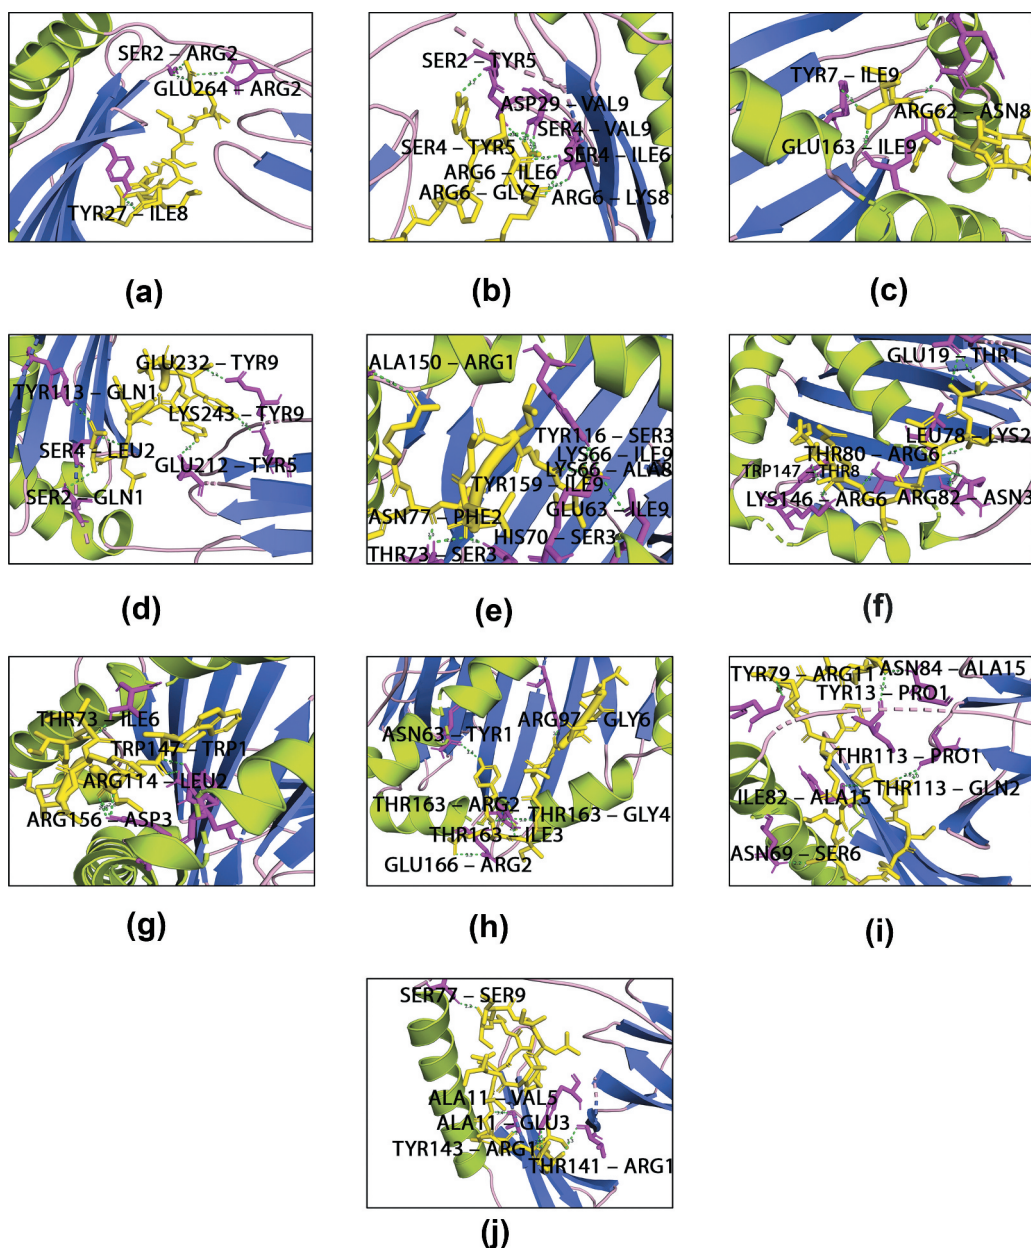 SER2 – ARG2
GLU264 – ARG2
TYR27 – ILE8
(a)
SER2 – TYR5
ASP29 – VAL9
SER4 – VAL9
SER4 – TYR5
SER4 – ILE6
ARG6 – ILE6
ARG6 – GLY7
ARG6 – LYS8
(b)
TYR7 – ILE9
ARG62 – ASN8
GLU163 – ILE9
(c)
GLU232 – TYR9
TYR113 – GLN1
LYS243 – TYR9
SER4 – LEU2
GLU212 – TYR5
SER2 – GLN1
(d)
ALA150 – ARG1
TYR116 – SER3
LYS66 – ILE9
LYS66 – ALA8
TYR159 – ILE9
GLU63 – ILE9
ASN77 – PHE2
HIS70 – SER3
THR73 – SER3
(e)
GLU19 – THR1
LEU78 – LYS2
THR80 – ARG6
TRP147 – THR8
LYS146 – ARG6
ARG82 – ASN3
(f)
THR73 – ILE6
TRP147 – TRP1
ARG114 – LEU2
ARG156 – ASP3
(g)
ARG97 – GLY6
ASN63 – TYR1
THR163 – ARG2
THR163 – GLY4
THR163 – ILE3
GLU166 – ARG2
(h)
ASN84 – ALA15
TYR79 – ARG11
TYR13 – PRO1
THR113 – PRO1
THR113 – GLN2
ILE82 – ALA15
ASN69 – SER6
(i)
SER77 – SER9
ALA11 – VAL5
ALA11 – GLU3
TYR143 – ARG1
THR141 – ARG1
(j)